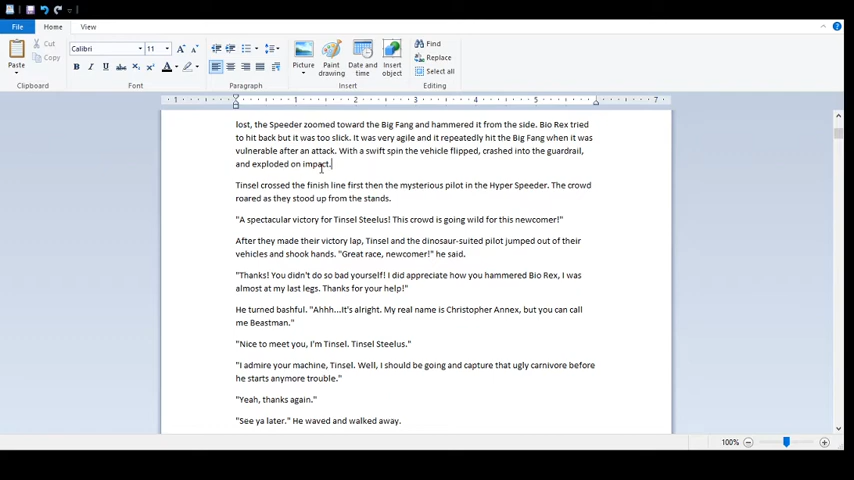 File
Home
View
Cut
Copy
Paste
Clipboard
Calibri
11
Font
Paragraph
Picture
Paint drawing
Date and time
Insert object
Insert
Find
Replace
Select all
Editing
1 1 2 3 4 5 7
lost, the Speeder zoomed toward the Big Fang and hammered it from the side. Bio Rex tried
to hit back but it was too slick. It was very agile and it repeatedly hit the Big Fang when it was
vulnerable after an attack. With a swift spin the vehicle flipped, crashed into the guardrail,
and exploded on impact.
Tinsel crossed the finish line first then the mysterious pilot in the Hyper Speeder. The crowd
roared as they stood up from the stands.
"A spectacular victory for Tinsel Steelus! This crowd is going wild for this newcomer!"
After they made their victory lap, Tinsel and the dinosaur-suited pilot jumped out of their
vehicles and shook hands. "Great race, newcomer!" he said.
"Thanks! You didn't do so bad yourself! I did appreciate how you hammered Bio Rex, I was
almost at my last legs. Thanks for your help!"
He turned bashful. "Ahhh...It's alright. My real name is Christopher Annex, but you can call
me Beastman."
"Nice to meet you, I'm Tinsel. Tinsel Steelus."
"I admire your machine, Tinsel. Well, I should be going and capture that ugly carnivore before
he starts anymore trouble."
"Yeah, thanks again."
"See ya later." He waved and walked away.
100%